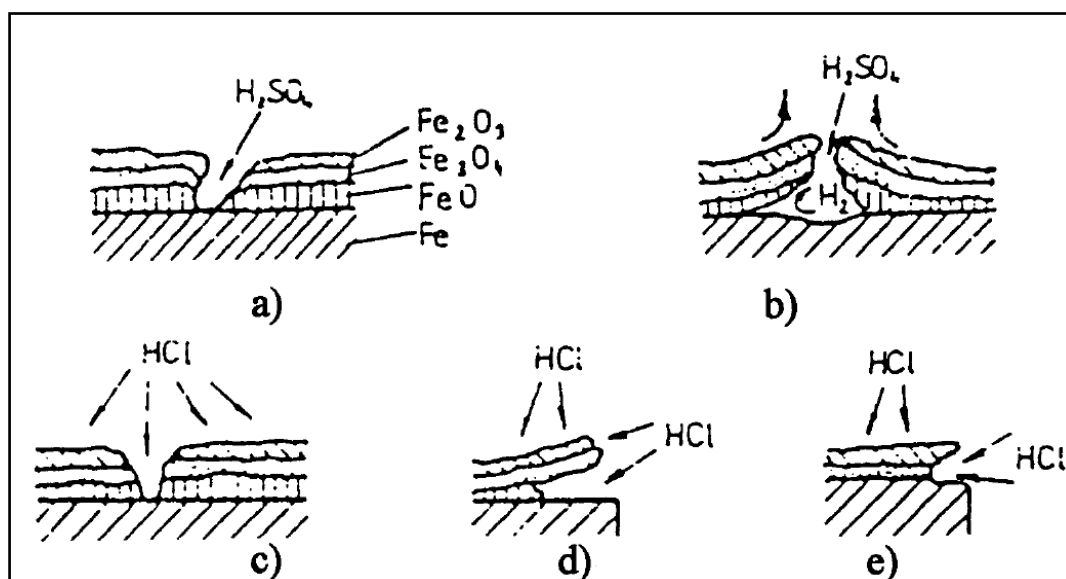 H₂SO₄
Fe₂O₃
Fe₃O₄
FeO
Fe
a)
H₂SO₄
H₂
b)
HCl
c)
HCl
HCl
d)
HCl
HCl
e)